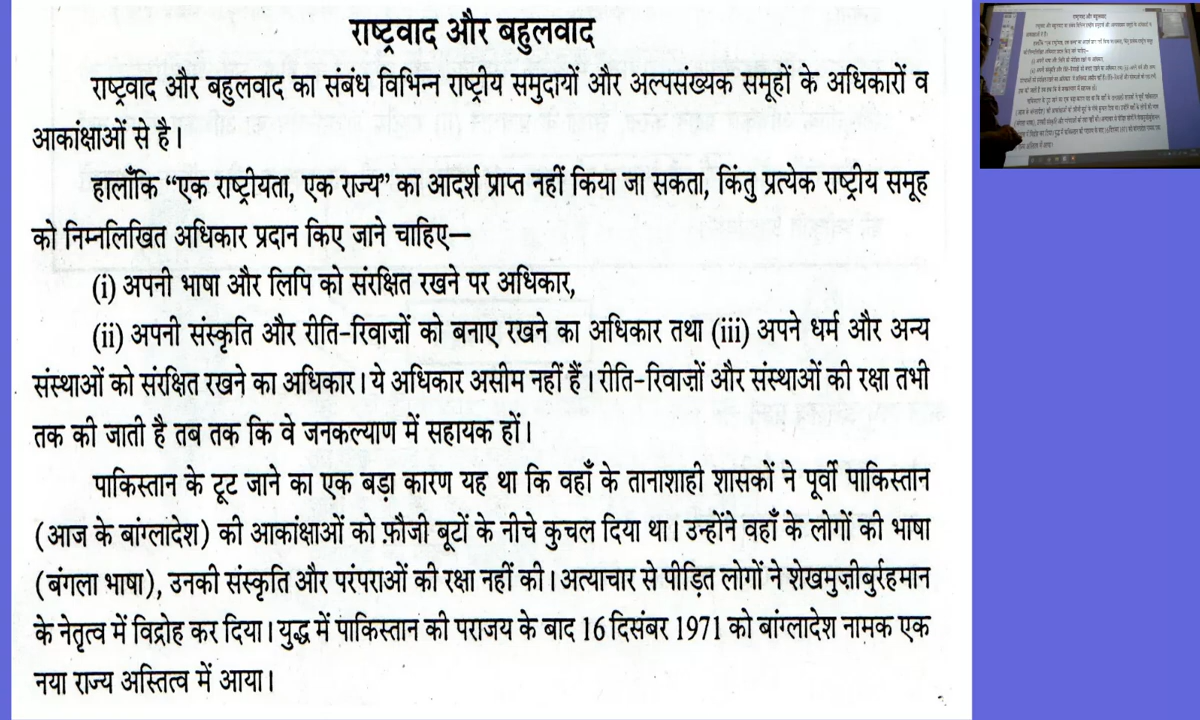 राष्ट्रवाद और बहुलवाद
राष्ट्रवाद और बहुलवाद का संबंध विभिन्न राष्ट्रीय समुदायों और अल्पसंख्यक समूहों के अधिकारों व
आकांक्षाओं से है।
हालाँकि “एक राष्ट्रीयता, एक राज्य” का आदर्श प्राप्त नहीं किया जा सकता, किंतु प्रत्येक राष्ट्रीय समूह
को निम्नलिखित अधिकार प्रदान किए जाने चाहिए—
(i) अपनी भाषा और लिपि को संरक्षित रखने पर अधिकार,
(ii) अपनी संस्कृति और रीति-रिवाज़ों को बनाए रखने का अधिकार तथा (iii) अपने धर्म और अन्य
संस्थाओं को संरक्षित रखने का अधिकार। ये अधिकार असीम नहीं हैं। रीति-रिवाज़ों और संस्थाओं की रक्षा तभी
तक की जाती है तब तक कि वे जनकल्याण में सहायक हों।
पाकिस्तान के टूट जाने का एक बड़ा कारण यह था कि वहाँ के तानाशाही शासकों ने पूर्वी पाकिस्तान
(आज के बांग्लादेश) की आकांक्षाओं को फ़ौजी बूटों के नीचे कुचल दिया था। उन्होंने वहाँ के लोगों की भाषा
(बंगला भाषा), उनकी संस्कृति और परंपराओं की रक्षा नहीं की। अत्याचार से पीड़ित लोगों ने शेखमुज़ीबुर्रहमान
के नेतृत्व में विद्रोह कर दिया। युद्ध में पाकिस्तान की पराजय के बाद 16 दिसंबर 1971 को बांग्लादेश नामक एक
नया राज्य अस्तित्व में आया।